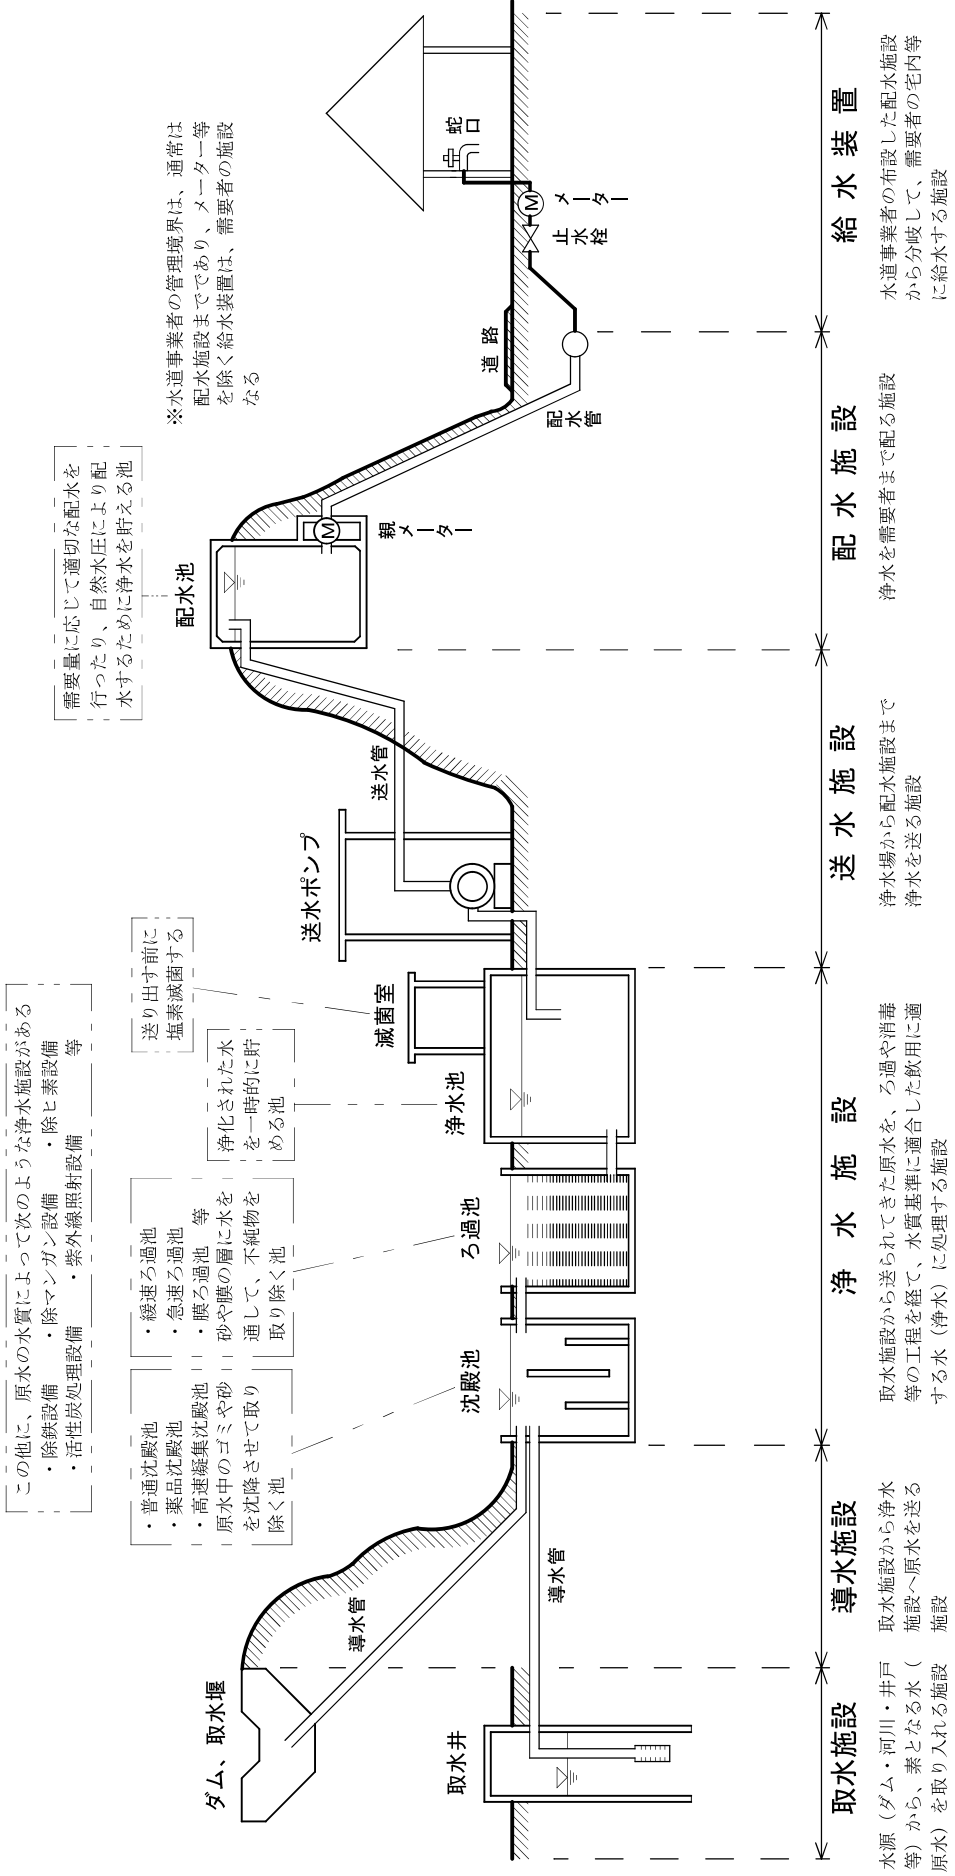 この他に、原水の水質によって次のような浄水施設がある
・除鉄設備　・除マンガン設備　・除ヒ素設備
・活性炭処理設備　・紫外線照射設備　等
・普通沈殿池
・薬品沈殿池
・高速凝集沈殿池
原水中のゴミや砂
を沈降させて取り
除く池
・緩速ろ過池
・急速ろ過池
・膜ろ過池　等
砂や膜の層に水を
通して、不純物を
取り除く池
浄化された水
を一時的に貯
める池
送り出す前に
塩素滅菌する
需要量に応じて適切な配水を
行ったり、自然水圧により配
水するために浄水を貯える池
※水道事業者の管理境界は、通常は
配水施設までであり、メーター等
を除く給水装置は、需要者の施設
なる
ダム、取水堰
取水井
導水管
導水管
沈殿池
ろ過池
浄水池
滅菌室
送水ポンプ
送水管
配水池
M
親メーター
配水管
道路
止水栓
M
メーター
蛇口
取水施設
水源（ダム・河川・井戸
等）から、素となる水（
原水）を取り入れる施設
導水施設
取水施設から浄水
施設へ原水を送る
施設
浄水施設
取水施設から送られてきた原水を、ろ過や消毒
等の工程を経て、水質基準に適合した飲用に適
する水（浄水）に処理する施設
送水施設
浄水場から配水施設まで
浄水を送る施設
配水施設
浄水を需要者まで配る施設
給水装置
水道事業者の布設した配水施設
から分岐して、需要者の宅内等
に給水する施設